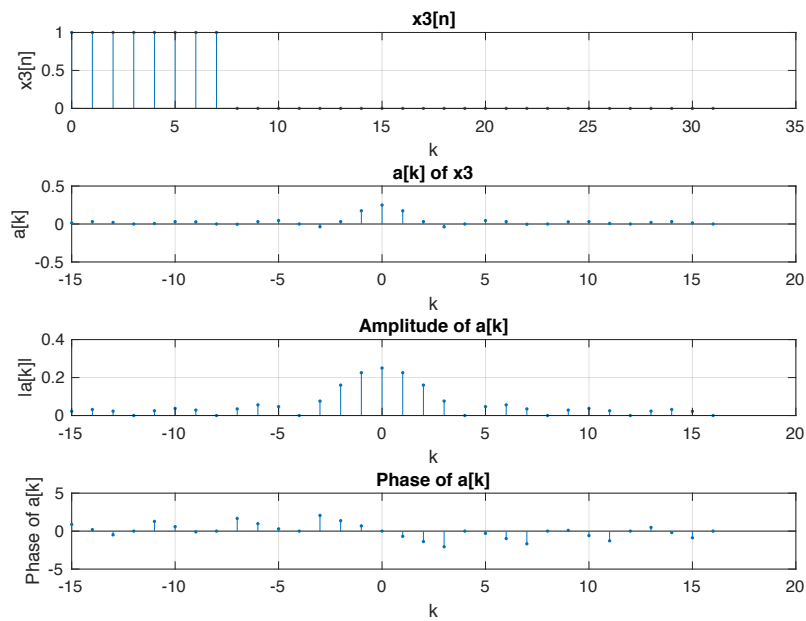 x3[n]
1
0.5
0
x3[n]
0 5 10 15 20 25 30 35
k
a[k] of x3
0.5
0
-0.5
a[k]
-15 -10 -5 0 5 10 15 20
k
Amplitude of a[k]
0.4
0.2
0
|a[k]|
-15 -10 -5 0 5 10 15 20
k
Phase of a[k]
5
0
-5
Phase of a[k]
-15 -10 -5 0 5 10 15 20
k